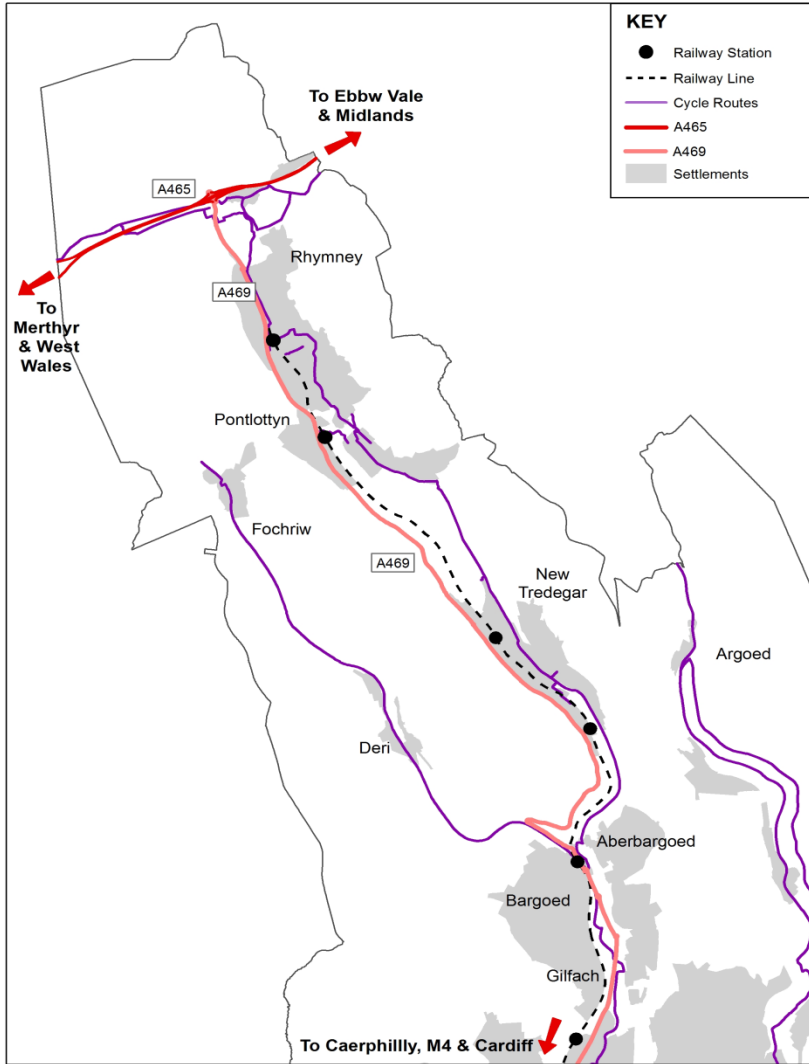 KEY
Railway Station
Railway Line
Cycle Routes
A465
A469
Settlements
To Ebbw Vale
& Midlands
A465
Rhymney
A469
To
Merthyr
& West
Wales
Pontlottyn
Fochriw
A469
New
Tredegar
Argoed
Deri
Aberbargoed
Bargoed
Gilfach
To Caerphillly, M4 & Cardiff